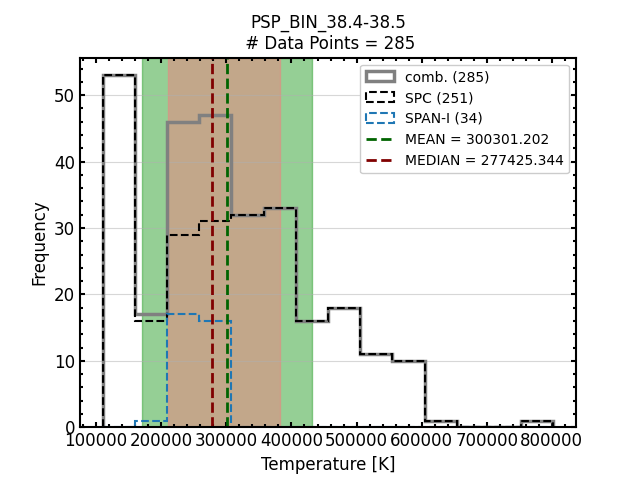 PSP_BIN_38.4-38.5
# Data Points = 285
comb. (285)
SPC (251)
SPAN-I (34)
MEAN = 300301.202
MEDIAN = 277425.344
Frequency
50
40
30
20
10
0
100000 200000 300000 400000 500000 600000 700000 800000
Temperature [K]